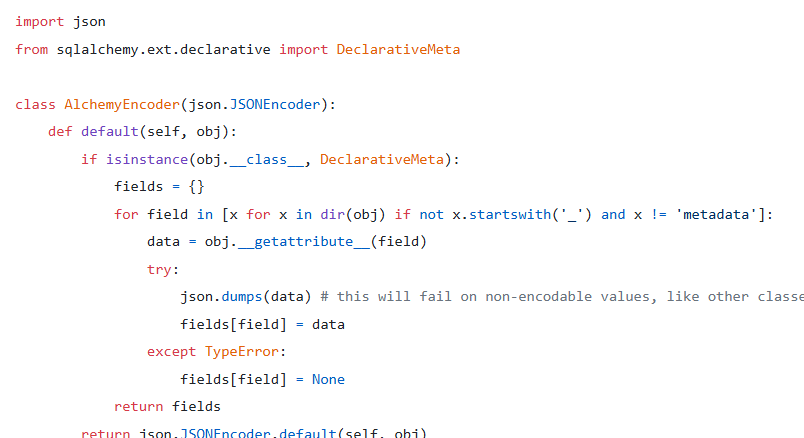 import json
from sqlalchemy.ext.declarative import DeclarativeMeta
class AlchemyEncoder(json.JSONEncoder):
def default(self, obj):
if isinstance(obj.__class__, DeclarativeMeta):
fields = {}
for field in [x for x in dir(obj) if not x.startswith('_') and x != 'metadata']:
data = obj.__getattribute__(field)
try:
json.dumps(data) # this will fail on non-encodable values, like other classe
fields[field] = data
except TypeError:
fields[field] = None
return fields
return json.JSONEncoder.default(self, obj)